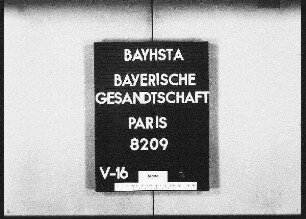 BAYHSTA
BAYERISCHE
GESANDTSCHAFT
PARIS
8209
V-16